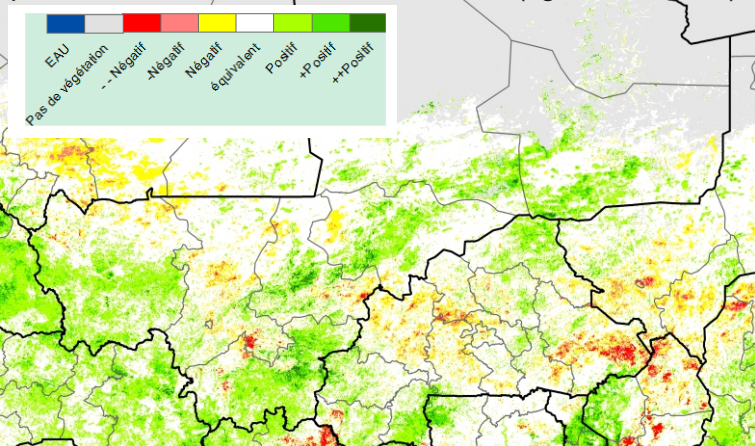 EAU
Pas de végétation
- - Négatif
-Négatif
Négatif
équivalent
Positif
+Positif
++Positif